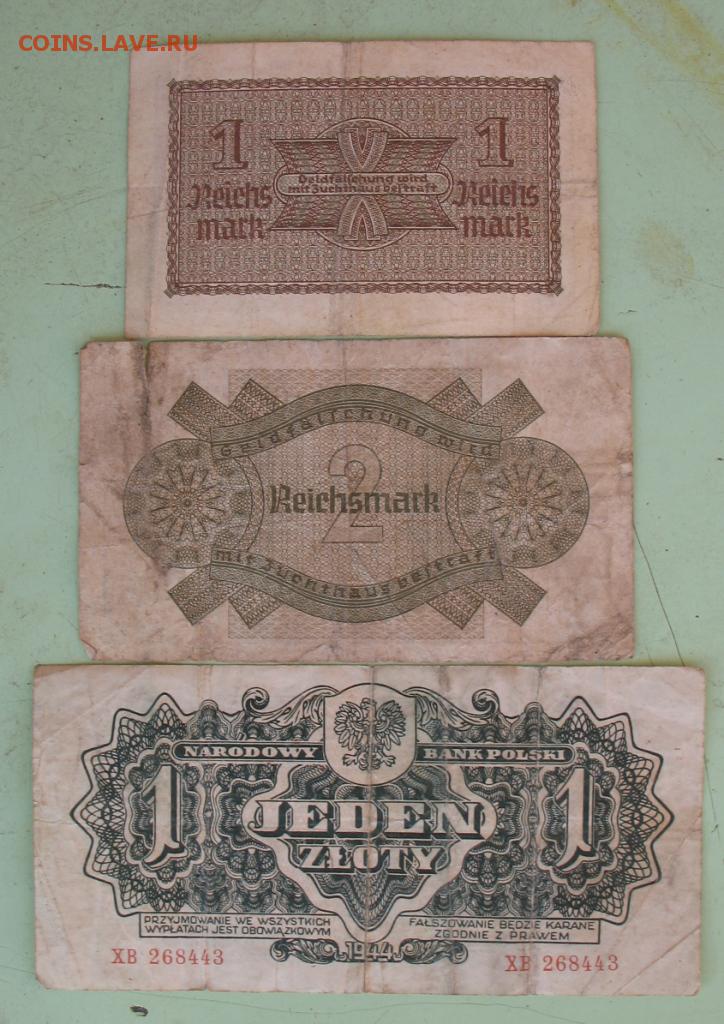 COINS.LAVE.RU
1 1
Geldfälschung wird
mit Zuchthaus bestraft
Reichs Reichs
mark mark
Geldfälschung wird
2
Reichsmark
mit Zuchthaus bestraft
NARODOWY BANK POLSKI
1 JEDEN 1
ZŁOTY
PRZYJMOWANIE WE WSZYSTKICH FAŁSZOWANIE BĘDZIE KARANE
WYPŁATACH JEST OBOWIĄZKOWYM ZGODNIE Z PRAWEM
1944
XB 268443 XB 268443